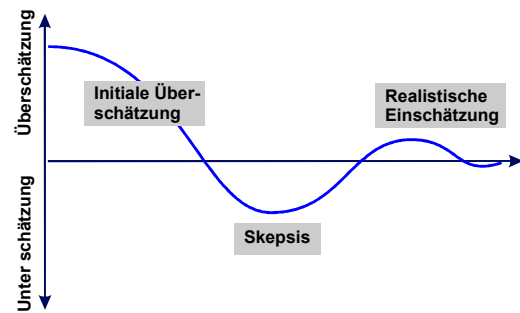 Überschätzung
Initiale Über-
schätzung
Realistische
Einschätzung
Skepsis
Unter schätzung